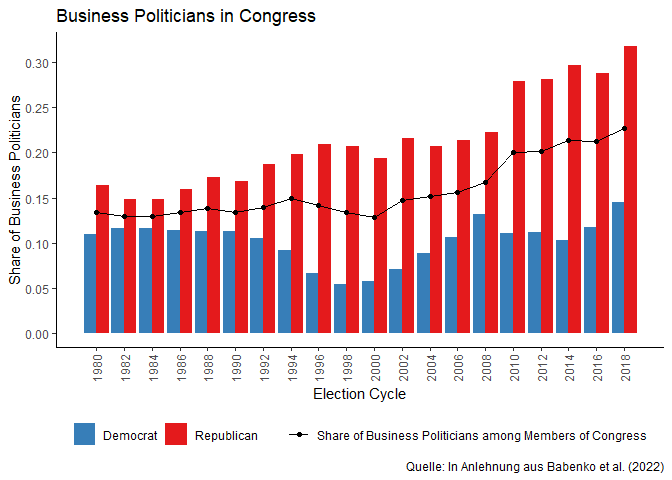 Business Politicians in Congress
Share of Business Politicians
0.30
0.25
0.20
0.15
0.10
0.05
0.00
1980 1982 1984 1986 1988 1990 1992 1994 1996 1998 2000 2002 2004 2006 2008 2010 2012 2014 2016 2018
Election Cycle
Democrat Republican Share of Business Politicians among Members of Congress
Quelle: In Anlehnung aus Babenko et al. (2022)